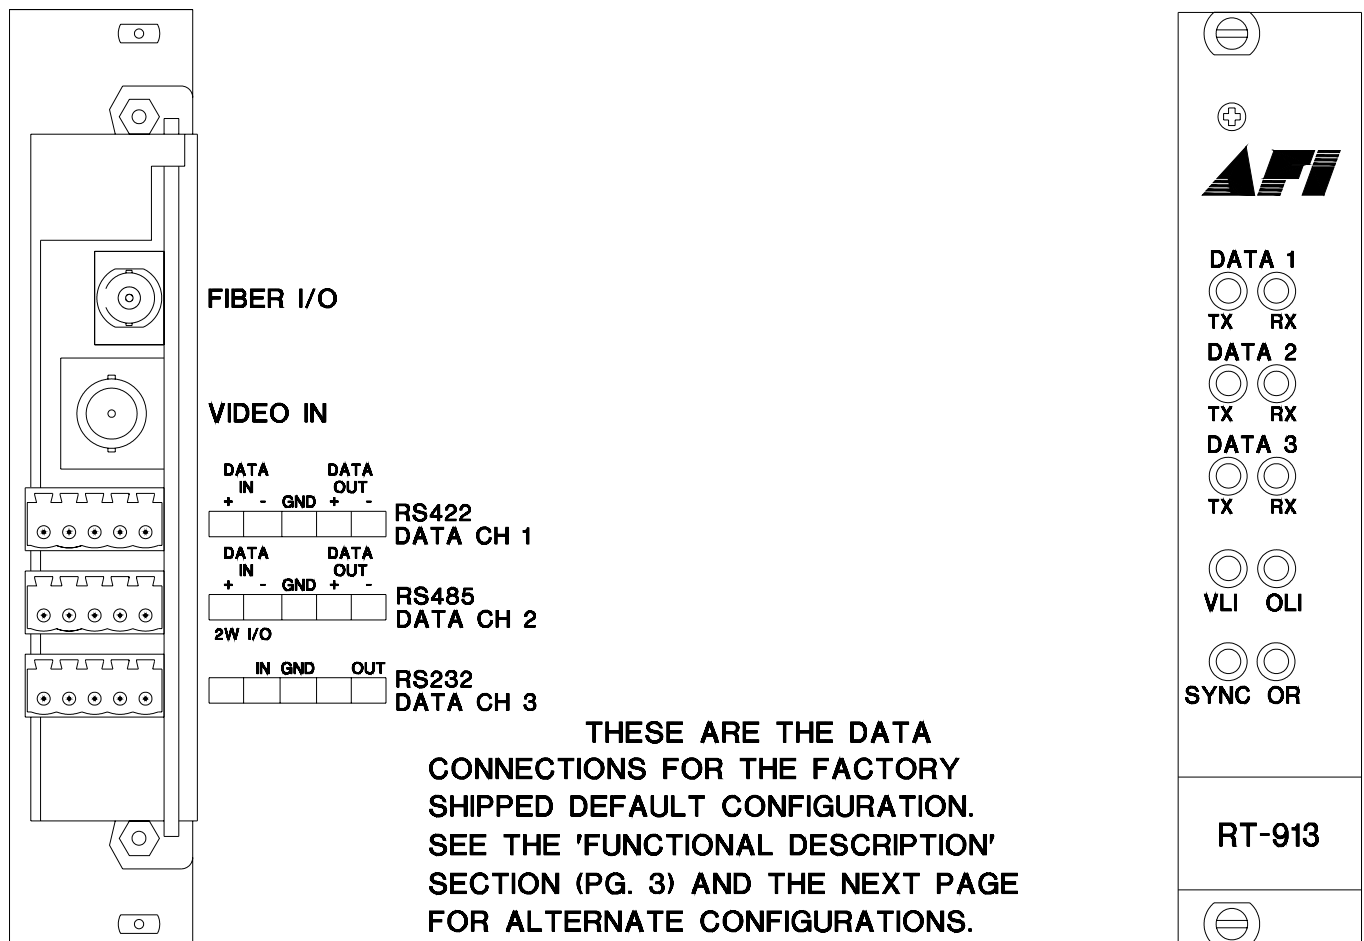 FIBER I/O
VIDEO IN
DATA IN DATA OUT
+ - GND + -
RS422
DATA CH 1
DATA IN DATA OUT
+ - GND + -
RS485
DATA CH 2
2W I/O
IN GND OUT
RS232
DATA CH 3
THESE ARE THE DATA
CONNECTIONS FOR THE FACTORY
SHIPPED DEFAULT CONFIGURATION.
SEE THE 'FUNCTIONAL DESCRIPTION'
SECTION (PG. 3) AND THE NEXT PAGE
FOR ALTERNATE CONFIGURATIONS.
AFI
DATA 1
TX RX
DATA 2
TX RX
DATA 3
TX RX
VLI OLI
SYNC OR
RT-913